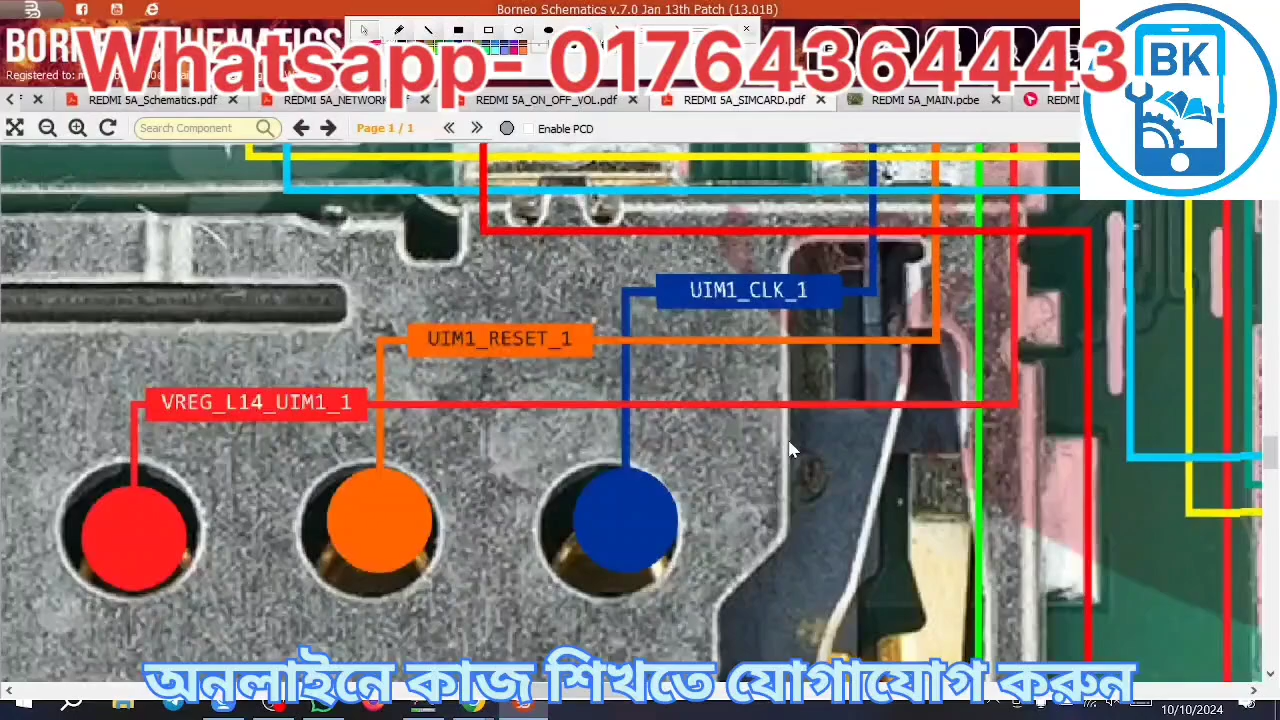 Borneo Schematics v.7.0 Jan 13th Patch (13.01B)
Whatsapp- 01764364443
BK
REDMI 5A_Schematics.pdf
REDMI 5A_NETWORK
REDMI 5A_ON_OFF_VOL.pdf
REDMI 5A_SIMCARD.pdf
REDMI 5A_MAIN.pcbe
Search Component
Page 1 / 1
Enable PCD
UIM1_CLK_1
UIM1_RESET_1
VREG_L14_UIM1_1
অনলাইনে কাজ শিখতে যোগাযোগ করুন
10/10/2024